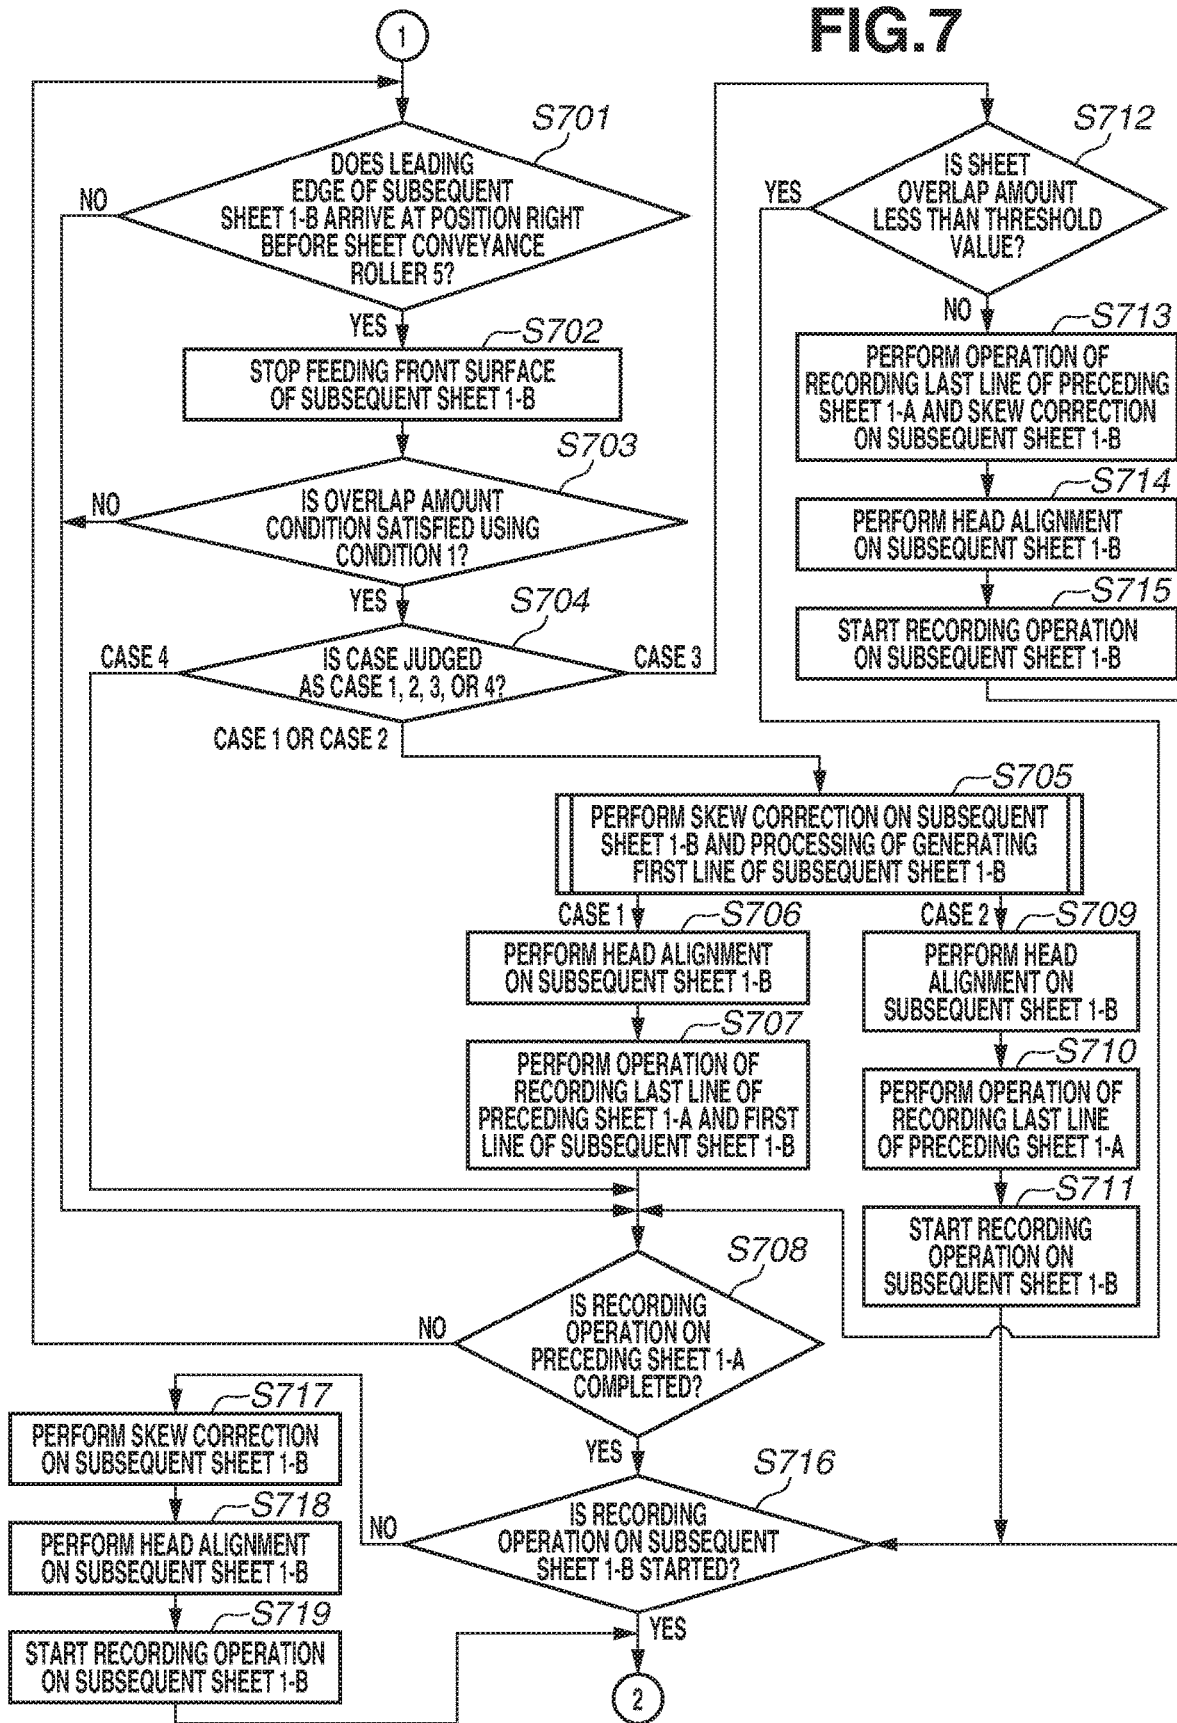 FIG.7
1
S701
DOES LEADING
EDGE OF SUBSEQUENT
SHEET 1-B ARRIVE AT POSITION RIGHT
BEFORE SHEET CONVEYANCE
ROLLER 5?
NO
YES
S702
STOP FEEDING FRONT SURFACE
OF SUBSEQUENT SHEET 1-B
S703
IS OVERLAP AMOUNT
CONDITION SATISFIED USING
CONDITION 1?
NO
YES
S704
IS CASE JUDGED
AS CASE 1, 2, 3, OR 4?
CASE 4
CASE 3
CASE 1 OR CASE 2
S712
IS SHEET
OVERLAP AMOUNT
LESS THAN THRESHOLD
VALUE?
YES
NO
S713
PERFORM OPERATION OF
RECORDING LAST LINE OF PRECEDING
SHEET 1-A AND SKEW CORRECTION
ON SUBSEQUENT SHEET 1-B
S714
PERFORM HEAD ALIGNMENT
ON SUBSEQUENT SHEET 1-B
S715
START RECORDING OPERATION
ON SUBSEQUENT SHEET 1-B
S705
PERFORM SKEW CORRECTION ON SUBSEQUENT
SHEET 1-B AND PROCESSING OF GENERATING
FIRST LINE OF SUBSEQUENT SHEET 1-B
CASE 1
S706
PERFORM HEAD ALIGNMENT
ON SUBSEQUENT SHEET 1-B
S707
PERFORM OPERATION OF
RECORDING LAST LINE OF
PRECEDING SHEET 1-A AND FIRST
LINE OF SUBSEQUENT SHEET 1-B
CASE 2
S709
PERFORM HEAD
ALIGNMENT ON
SUBSEQUENT SHEET 1-B
S710
PERFORM OPERATION OF
RECORDING LAST LINE
OF PRECEDING SHEET 1-A
S711
START RECORDING
OPERATION ON
SUBSEQUENT SHEET 1-B
S708
IS RECORDING
OPERATION ON
PRECEDING SHEET 1-A
COMPLETED?
NO
YES
S716
IS RECORDING
OPERATION ON SUBSEQUENT
SHEET 1-B STARTED?
NO
YES
S717
PERFORM SKEW CORRECTION
ON SUBSEQUENT SHEET 1-B
S718
PERFORM HEAD ALIGNMENT
ON SUBSEQUENT SHEET 1-B
S719
START RECORDING OPERATION
ON SUBSEQUENT SHEET 1-B
2